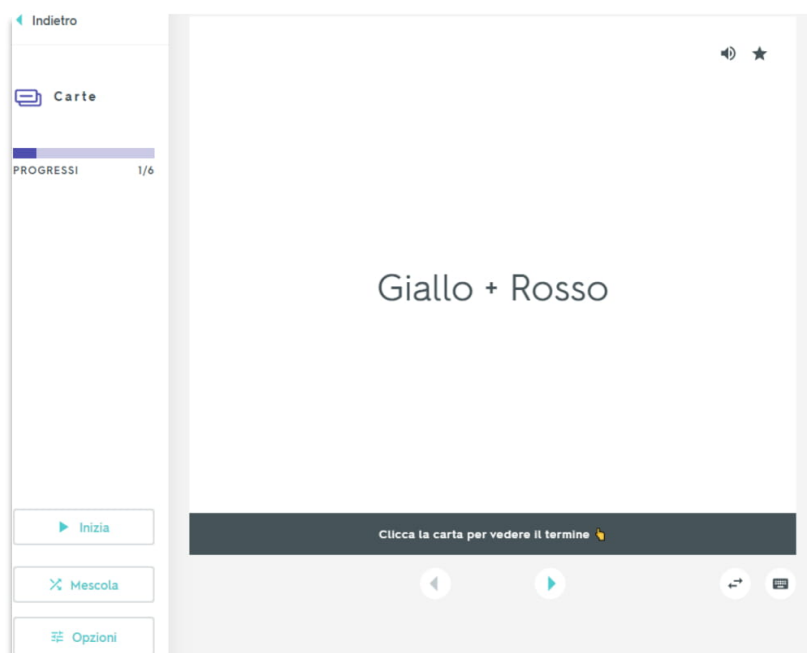 Indietro
Carte
PROGRESSI 1/6
Giallo + Rosso
Clicca la carta per vedere il termine 👆
Inizia
Mescola
Opzioni